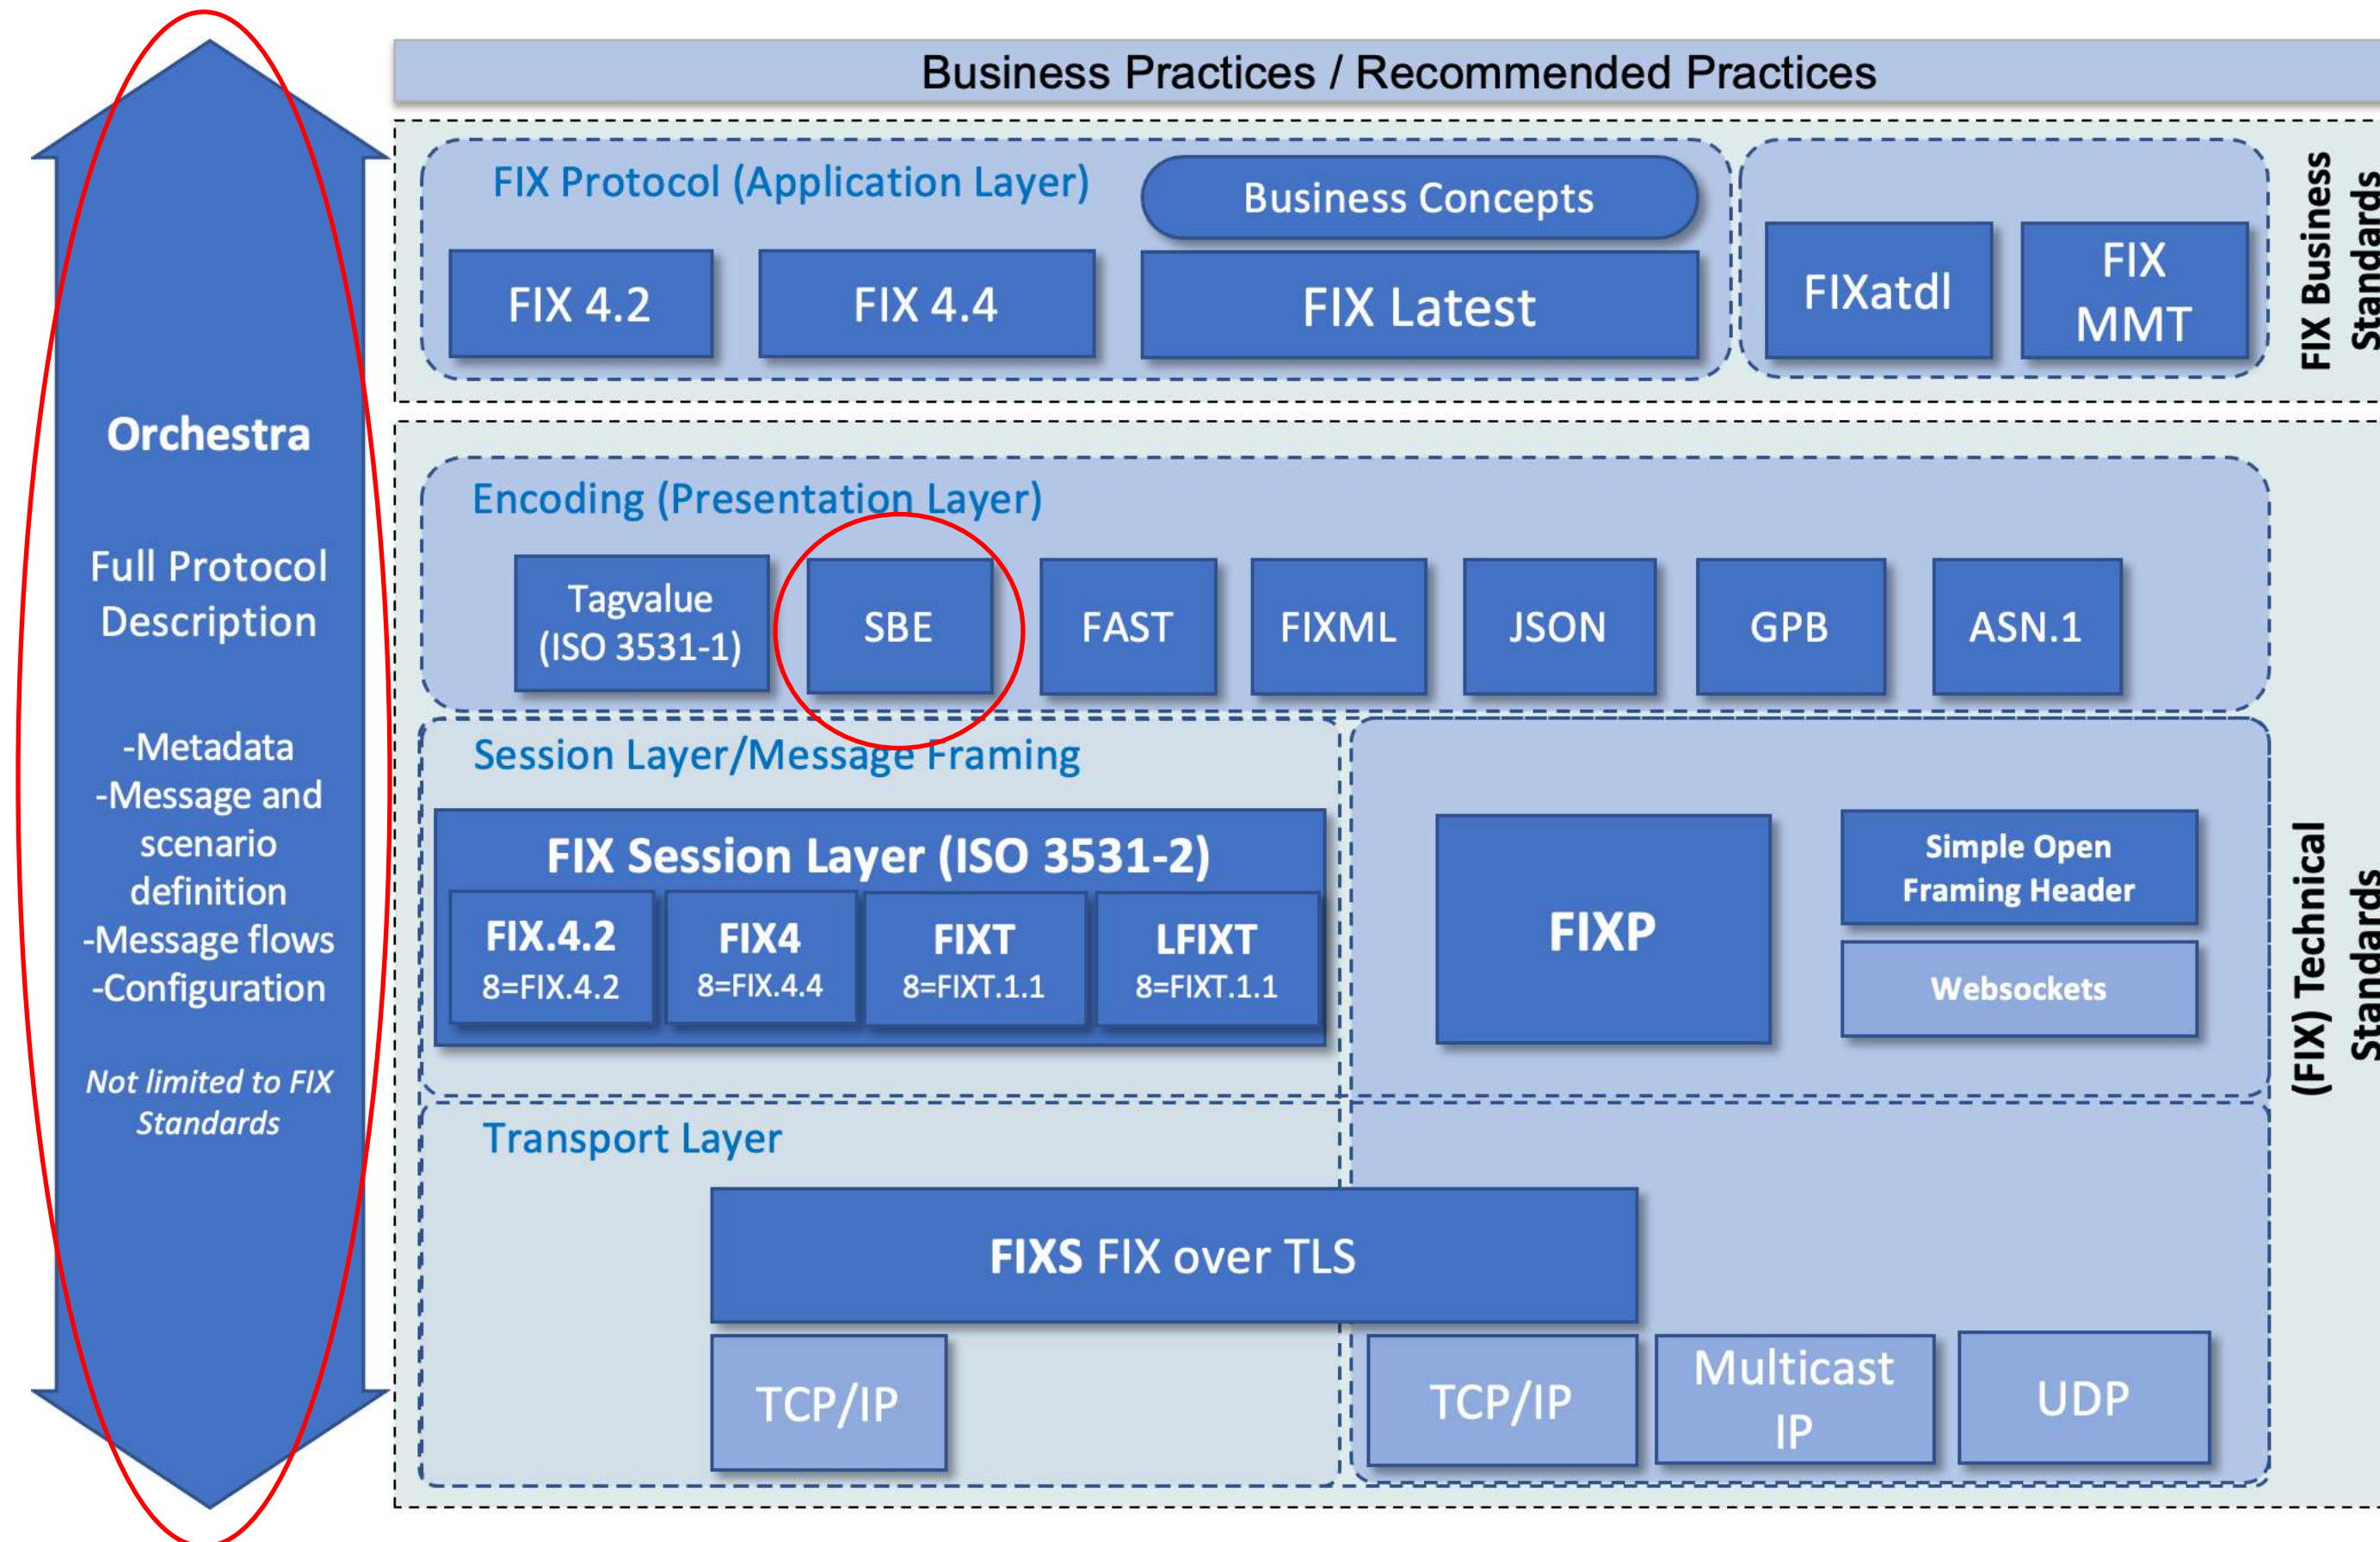 Business Practices / Recommended Practices
Orchestra
Full Protocol
Description
-Metadata
-Message and
scenario
definition
-Message flows
-Configuration
Not limited to FIX
Standards
FIX Protocol (Application Layer)
Business Concepts
FIX 4.2
FIX 4.4
FIX Latest
FIXatdl
FIX
MMT
FIX Business
Standards
Encoding (Presentation Layer)
Tagvalue
(ISO 3531-1)
SBE
FAST
FIXML
JSON
GPB
ASN.1
Session Layer/Message Framing
FIX Session Layer (ISO 3531-2)
FIX.4.2
8=FIX.4.2
FIX4
8=FIX.4.4
FIXT
8=FIXT.1.1
LFIXT
8=FIXT.1.1
FIXP
Simple Open
Framing Header
Websockets
(FIX) Technical
Standards
Transport Layer
FIXS FIX over TLS
TCP/IP
TCP/IP
Multicast
IP
UDP